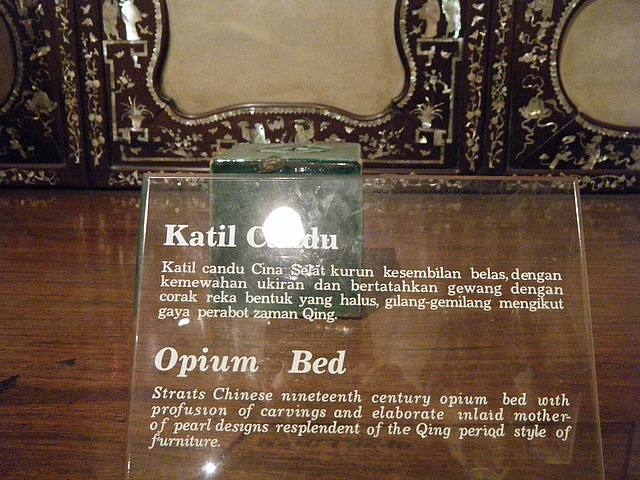 Katil Candu
Katil candu Cina Selat kurun kesembilan belas, dengan
kemewahan ukiran dan bertatahkan gewang dengan
corak reka bentuk yang halus, gilang-gemilang mengikut
gaya perabot zaman Qing.
Opium Bed
Straits Chinese nineteenth century opium bed with
profusion of carvings and elaborate inlaid mother-
of pearl designs resplendent of the Qing period style of
furniture.